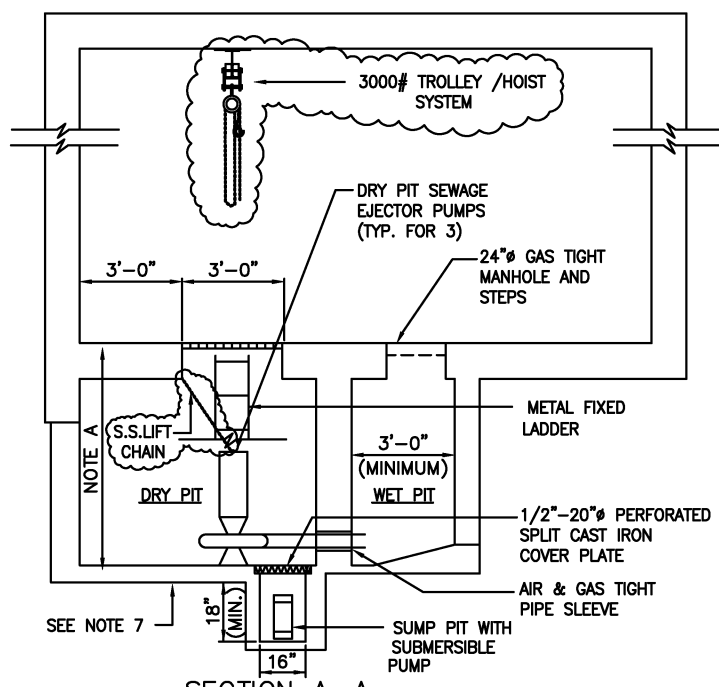 3000# TROLLEY /HOIST
SYSTEM
DRY PIT SEWAGE
EJECTOR PUMPS
(TYP. FOR 3)
24"ø GAS TIGHT
MANHOLE AND
STEPS
3'-0"
3'-0"
NOTE A
S.S.LIFT
CHAIN
METAL FIXED
LADDER
3'-0"
(MINIMUM)
DRY PIT
WET PIT
1/2"-20"ø PERFORATED
SPLIT CAST IRON
COVER PLATE
AIR & GAS TIGHT
PIPE SLEEVE
SEE NOTE 7
18"
(MIN.)
SUMP PIT WITH
SUBMERSIBLE
PUMP
16"
SECTION A-A